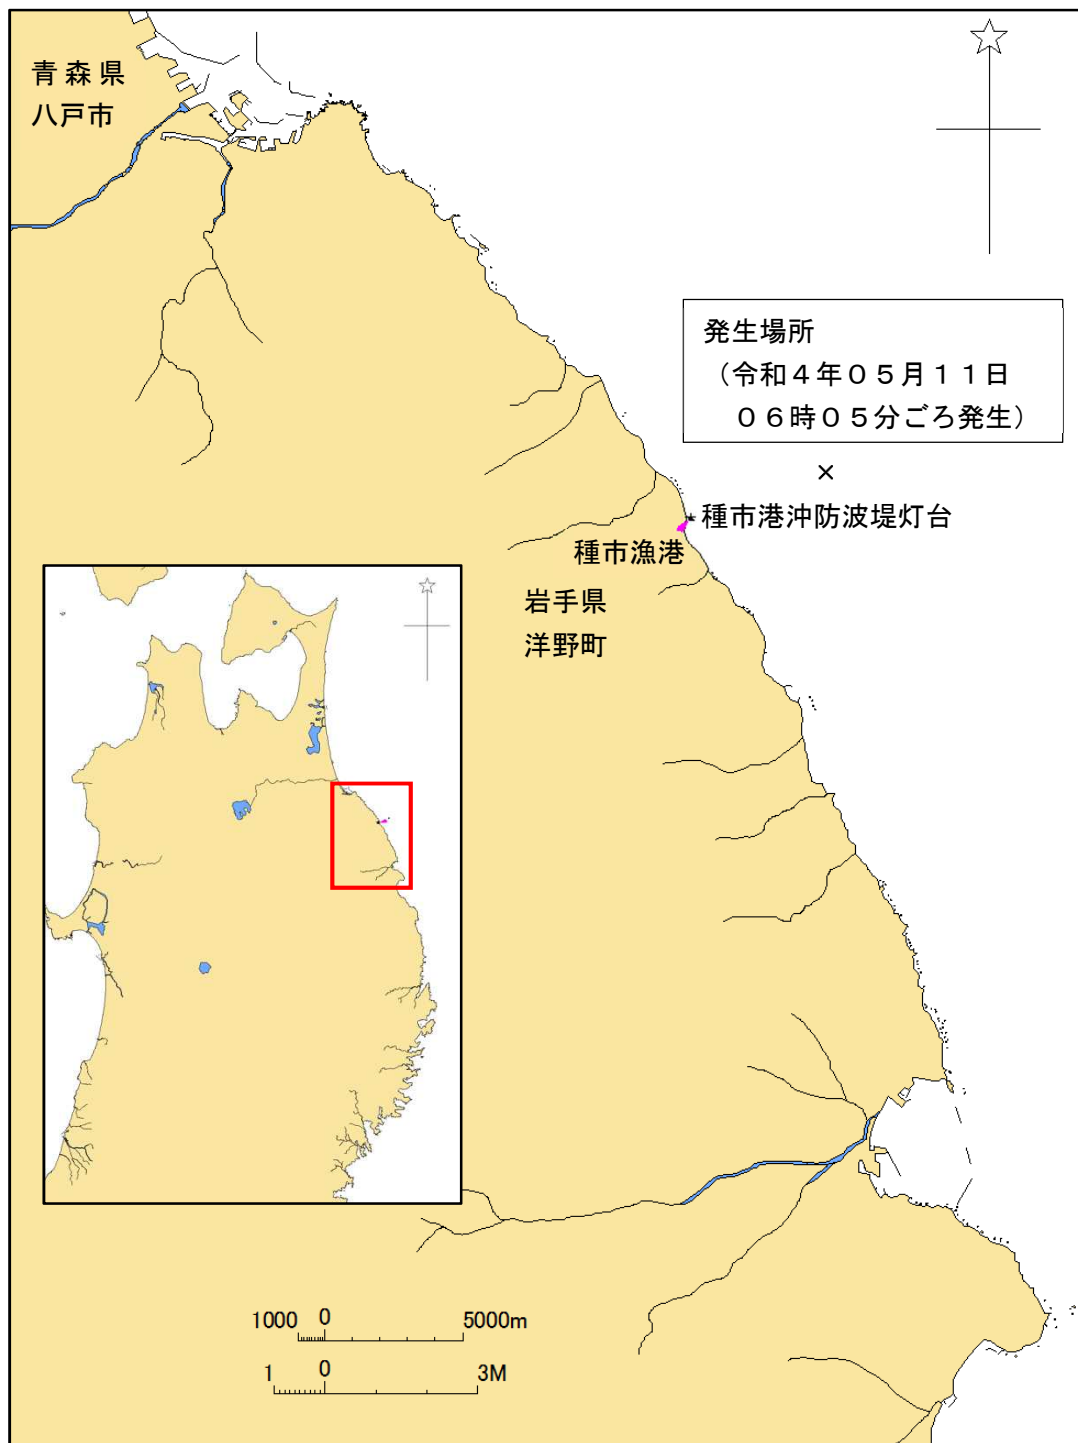 青森県
八戸市
発生場所
（令和４年０５月１１日
０６時０５分ごろ発生）
×
種市港沖防波堤灯台
種市漁港
岩手県
洋野町
1000 0 5000m
1 0 3M